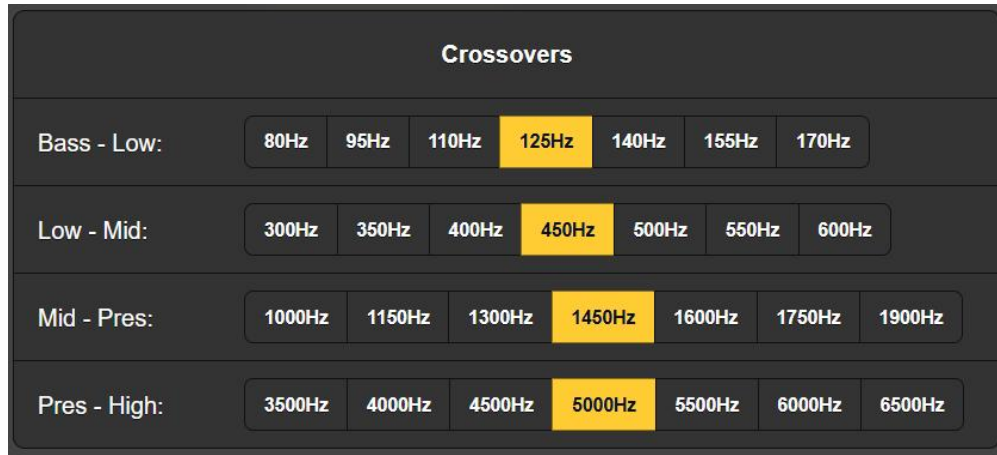 Crossovers
Bass - Low: 80Hz 95Hz 110Hz 125Hz 140Hz 155Hz 170Hz
Low - Mid: 300Hz 350Hz 400Hz 450Hz 500Hz 550Hz 600Hz
Mid - Pres: 1000Hz 1150Hz 1300Hz 1450Hz 1600Hz 1750Hz 1900Hz
Pres - High: 3500Hz 4000Hz 4500Hz 5000Hz 5500Hz 6000Hz 6500Hz